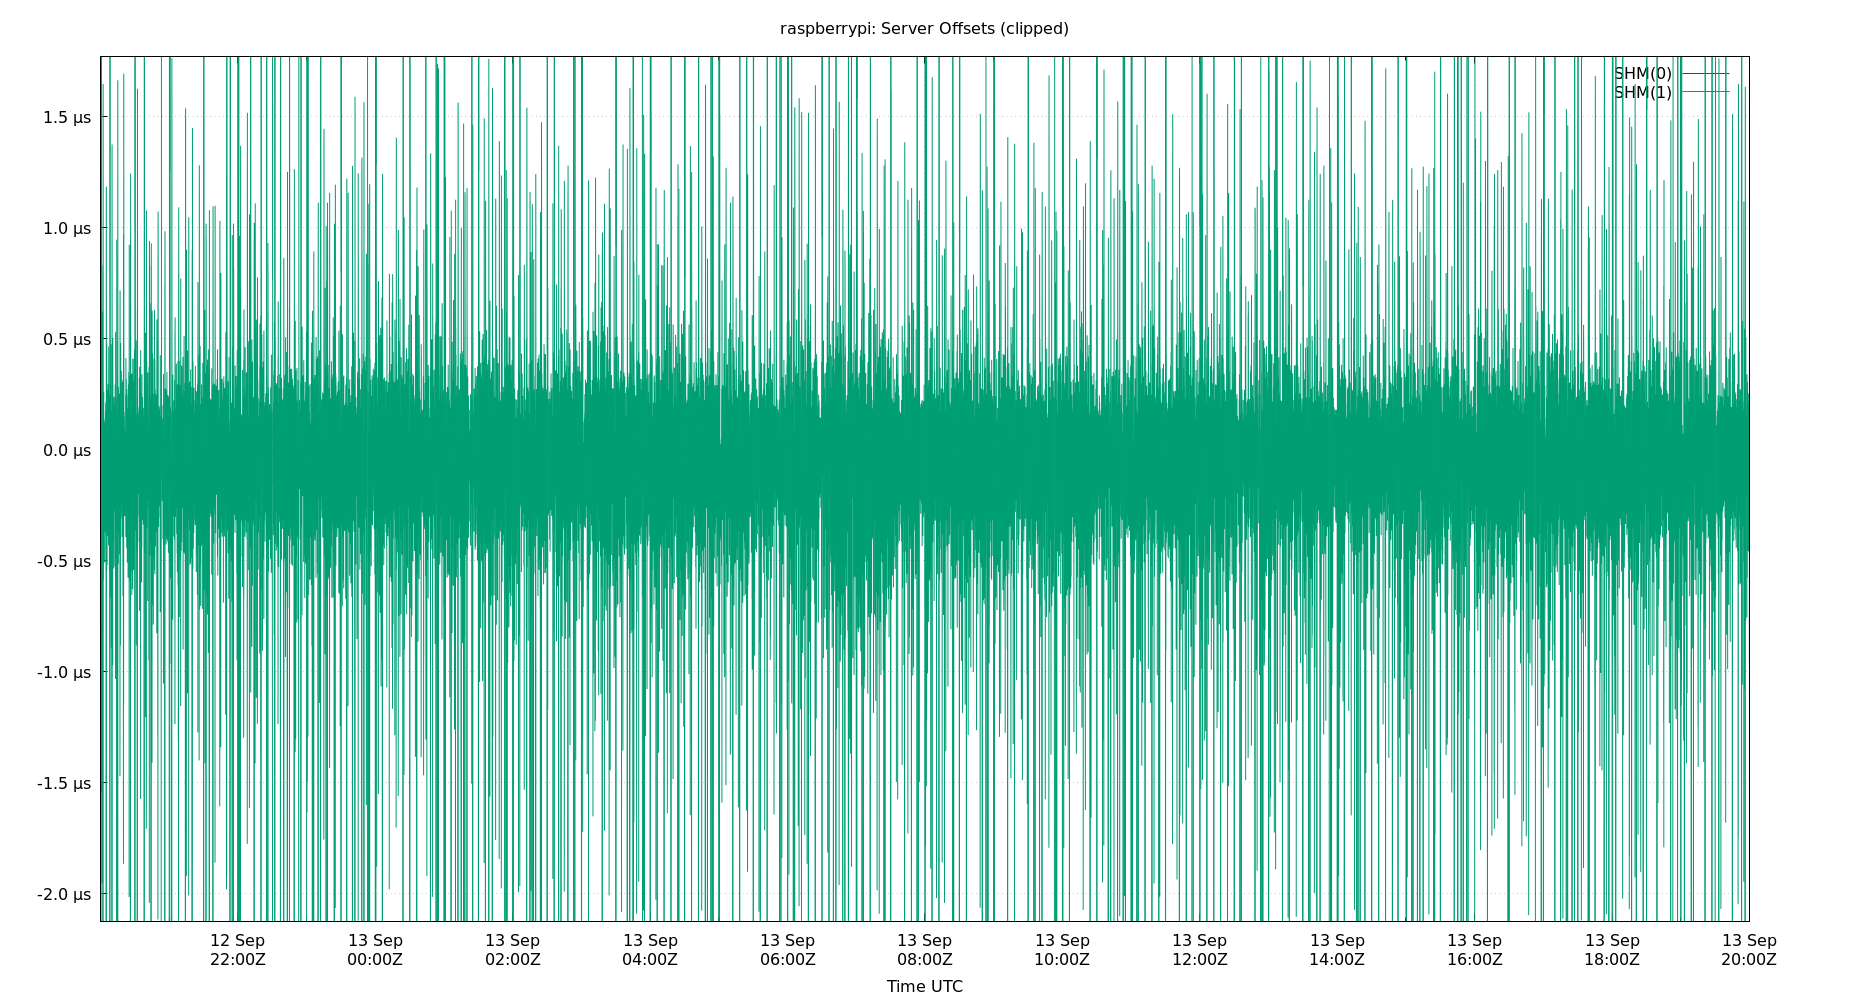 raspberrypi: Server Offsets (clipped)
SHM(0)
SHM(1)
1.5 µs
1.0 µs
0.5 µs
0.0 µs
-0.5 µs
-1.0 µs
-1.5 µs
-2.0 µs
12 Sep 13 Sep 13 Sep 13 Sep 13 Sep 13 Sep 13 Sep 13 Sep 13 Sep 13 Sep 13 Sep 13 Sep
22:00Z 00:00Z 02:00Z 04:00Z 06:00Z 08:00Z 10:00Z 12:00Z 14:00Z 16:00Z 18:00Z 20:00Z
Time UTC